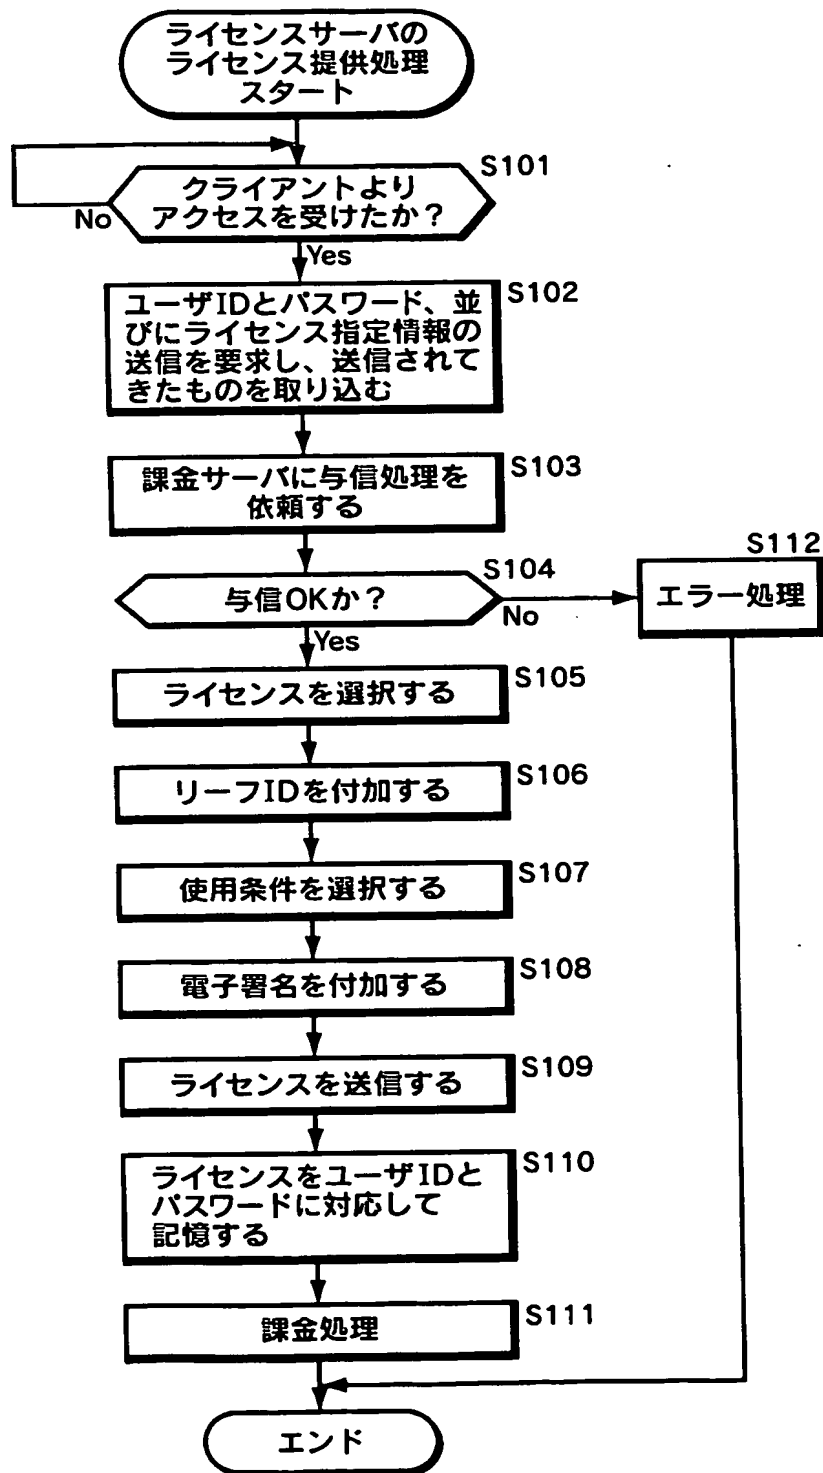 ライセンスサーバの
ライセンス提供処理
スタート
S101
クライアントより
アクセスを受けたか?
No
Yes
S102
ユーザIDとパスワード、並
びにライセンス指定情報の
送信を要求し、送信されて
きたものを取り込む
S103
課金サーバに与信処理を
依頼する
S104
与信OKか?
No
Yes
S112
エラー処理
S105
ライセンスを選択する
S106
リーフIDを付加する
S107
使用条件を選択する
S108
電子署名を付加する
S109
ライセンスを送信する
S110
ライセンスをユーザIDと
パスワードに対応して
記憶する
S111
課金処理
エンド